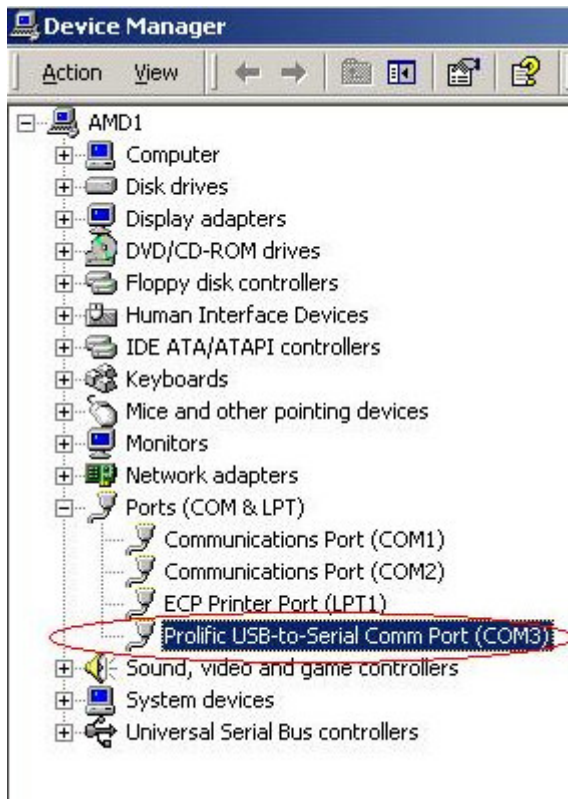 Device Manager
Action View
AMD1
Computer
Disk drives
Display adapters
DVD/CD-ROM drives
Floppy disk controllers
Human Interface Devices
IDE ATA/ATAPI controllers
Keyboards
Mice and other pointing devices
Monitors
Network adapters
Ports (COM & LPT)
Communications Port (COM1)
Communications Port (COM2)
ECP Printer Port (LPT1)
Prolific USB-to-Serial Comm Port (COM3)
Sound, video and game controllers
System devices
Universal Serial Bus controllers